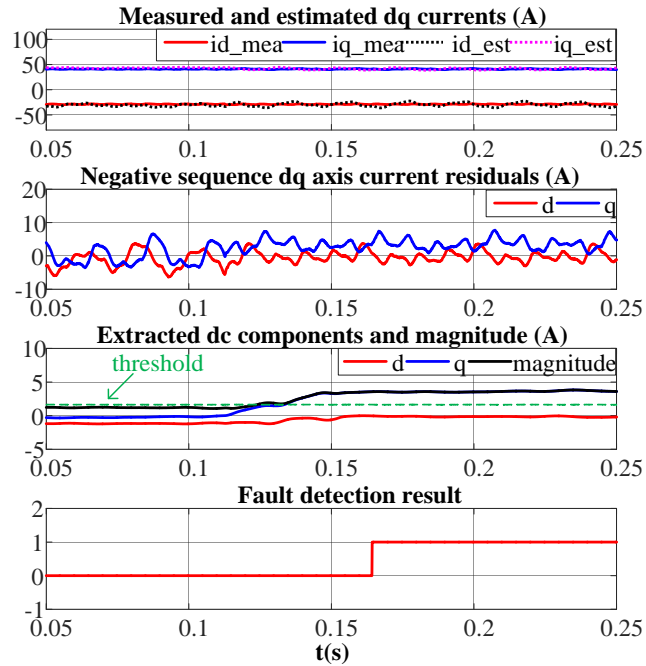 Measured and estimated dq currents (A)
100
50
0
-50
id_mea iq_mea id_est iq_est
0.05 0.1 0.15 0.2 0.25
Negative sequence dq axis current residuals (A)
20
10
0
-10
d q
0.05 0.1 0.15 0.2 0.25
Extracted dc components and magnitude (A)
10
5
0
-5
threshold
d q magnitude
0.05 0.1 0.15 0.2 0.25
Fault detection result
2
1
0
-1
0.05 0.1 0.15 0.2 0.25
t(s)